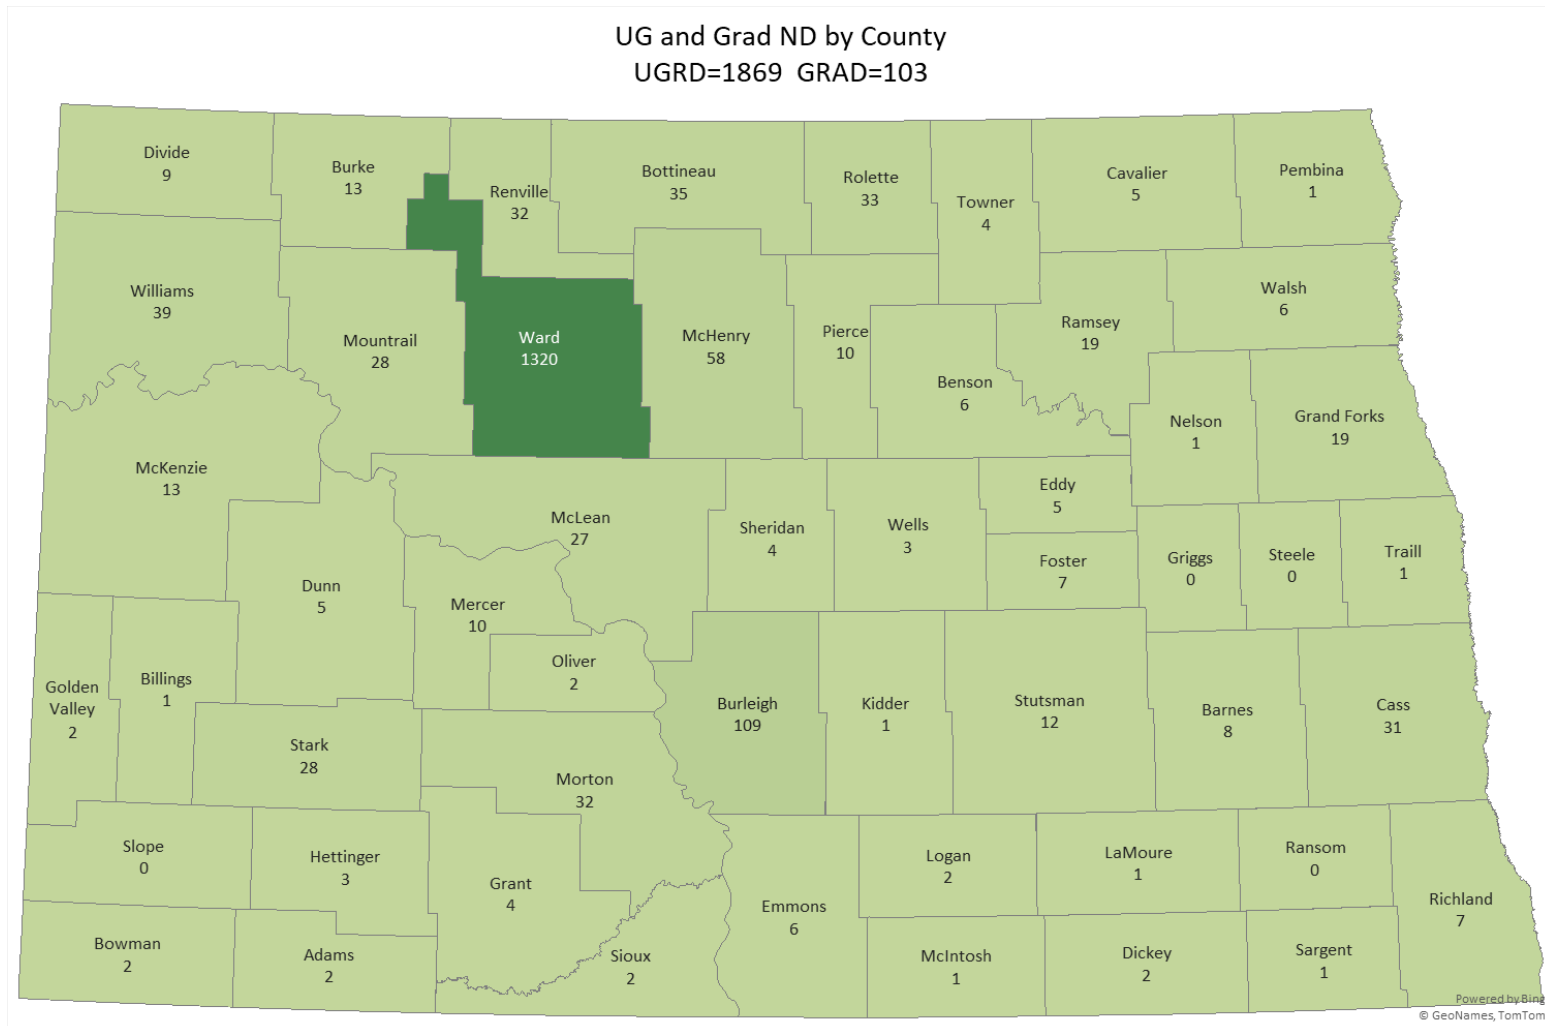 UG and Grad ND by County
UGRD=1869 GRAD=103
Divide
9
Burke
13
Renville
32
Bottineau
35
Rolette
33
Towner
4
Cavalier
5
Pembina
1
Williams
39
Mountrail
28
Ward
1320
McHenry
58
Pierce
10
Benson
6
Ramsey
19
Walsh
6
Nelson
1
Grand Forks
19
McKenzie
13
Dunn
5
McLean
27
Mercer
10
Oliver
2
Sheridan
4
Wells
3
Eddy
5
Foster
7
Griggs
0
Steele
0
Traill
1
Golden
Valley
2
Billings
1
Stark
28
Morton
32
Burleigh
109
Kidder
1
Stutsman
12
Barnes
8
Cass
31
Slope
0
Hettinger
3
Grant
4
Emmons
6
Logan
2
LaMoure
1
Ransom
0
Richland
7
Bowman
2
Adams
2
Sioux
2
McIntosh
1
Dickey
2
Sargent
1
Powered by Bing
© GeoNames, TomTom